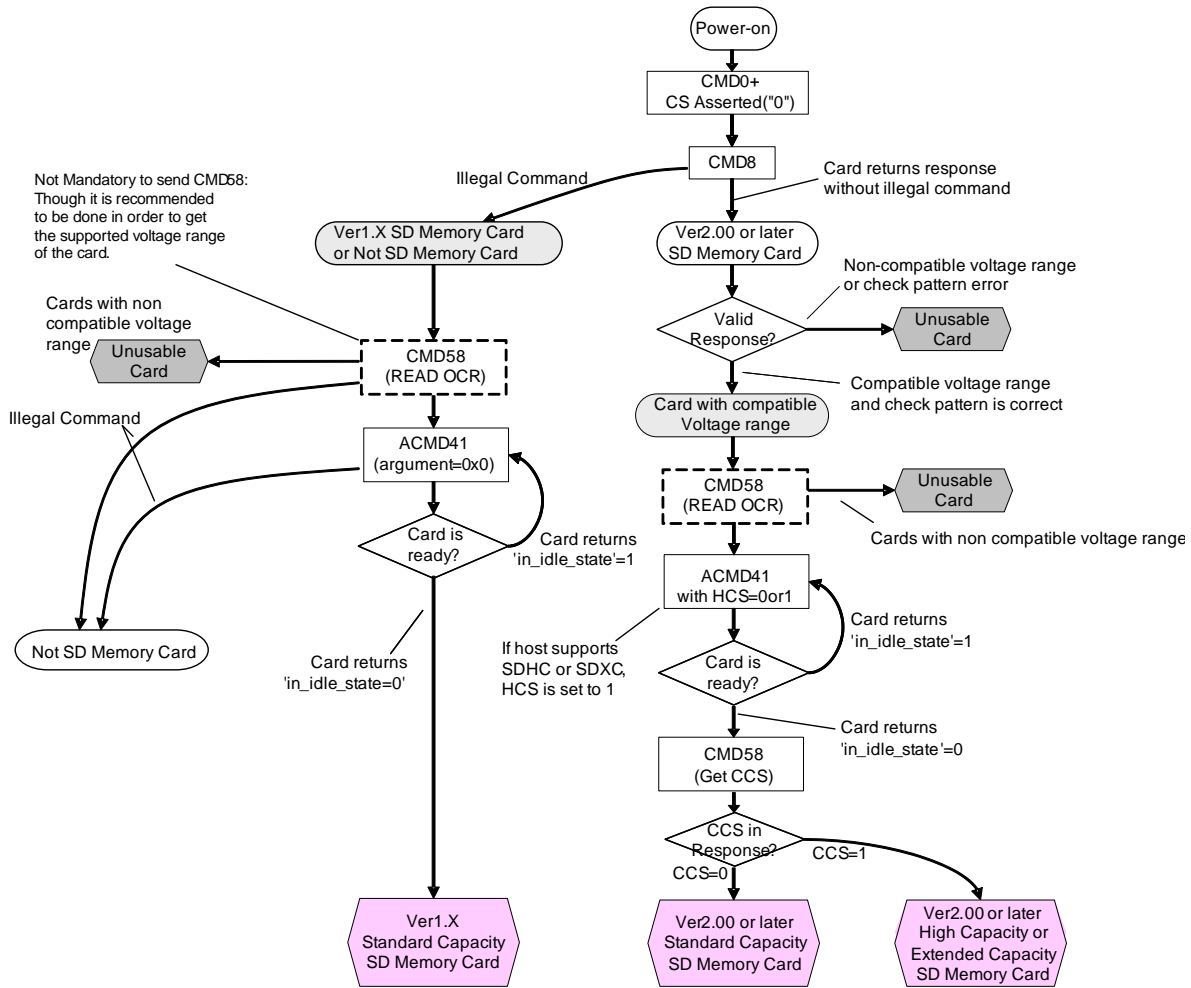 Power-on
CMD0+
CS Asserted("0")
CMD8
Illegal Command
Card returns response
without illegal command
Not Mandatory to send CMD58:
Though it is recommended
to be done in order to get
the supported voltage range
of the card.
Ver1.X SD Memory Card
or Not SD Memory Card
Ver2.00 or later
SD Memory Card
Non-compatible voltage range
or check pattern error
Valid
Response?
Unusable
Card
Cards with non
compatible voltage
range
Unusable
Card
CMD58
(READ OCR)
Compatible voltage range
and check pattern is correct
Card with compatible
Voltage range
Illegal Command
ACMD41
(argument=0x0)
CMD58
(READ OCR)
Unusable
Card
Cards with non compatible voltage range
Card is
ready?
Card returns
'in_idle_state'=1
ACMD41
with HCS=0or1
Card returns
'in_idle_state'=1
If host supports
SDHC or SDXC,
HCS is set to 1
Card is
ready?
Not SD Memory Card
Card returns
'in_idle_state=0'
Card returns
'in_idle_state'=0
CMD58
(Get CCS)
CCS in
Response?
CCS=0
CCS=1
Ver1.X
Standard Capacity
SD Memory Card
Ver2.00 or later
Standard Capacity
SD Memory Card
Ver2.00 or later
High Capacity or
Extended Capacity
SD Memory Card